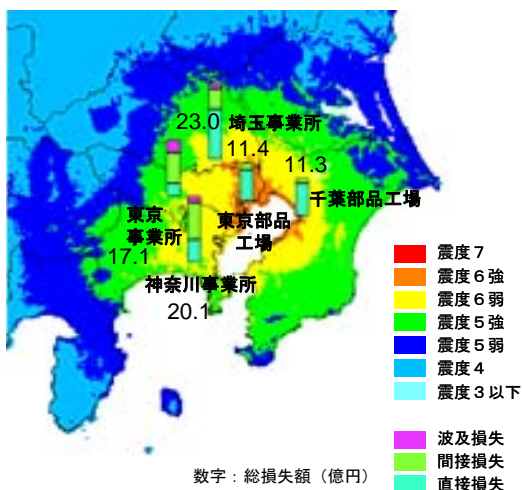 23.0 埼玉事業所
11.4
11.3
千葉部品工場
東京
事業所
17.1
東京部品
工場
神奈川事業所
20.1
震度７
震度６強
震度６弱
震度５強
震度５弱
震度４
震度３以下
波及損失
間接損失
直接損失
数字：総損失額（億円）